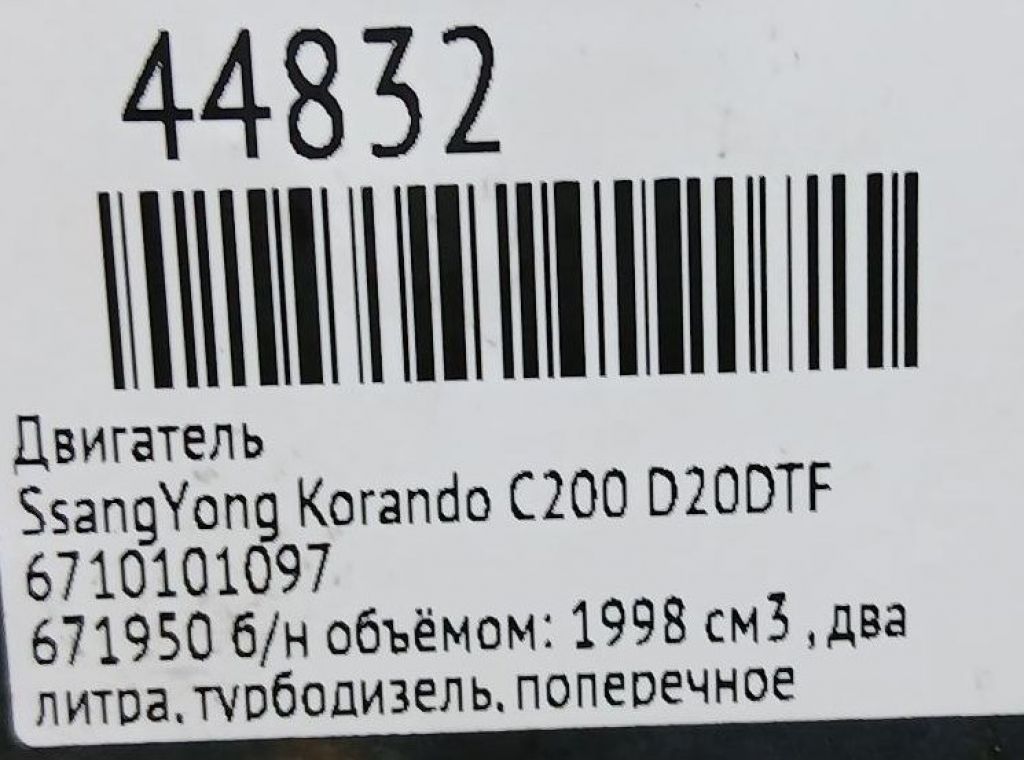 44832
Двигатель
SsangYong Korando C200 D20DTF
6710101097
671950 б/н объёмом: 1998 см3 ,два
литра, турбодизель, поперечное